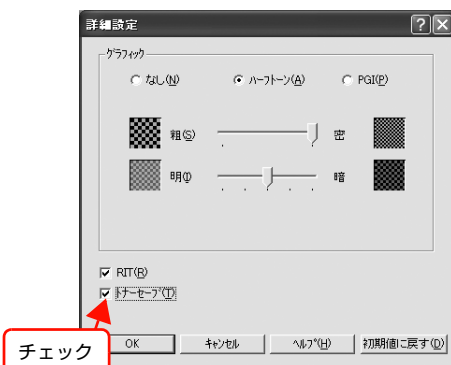 詳細設定
グラフィック
なし(N) ハーフトーン(A) PGI(P)
粗(S) 密
明(I) 暗
RIT(R)
トナーセーブ(T)
チェック
OK キャンセル ヘルプ(H) 初期値に戻す(D)